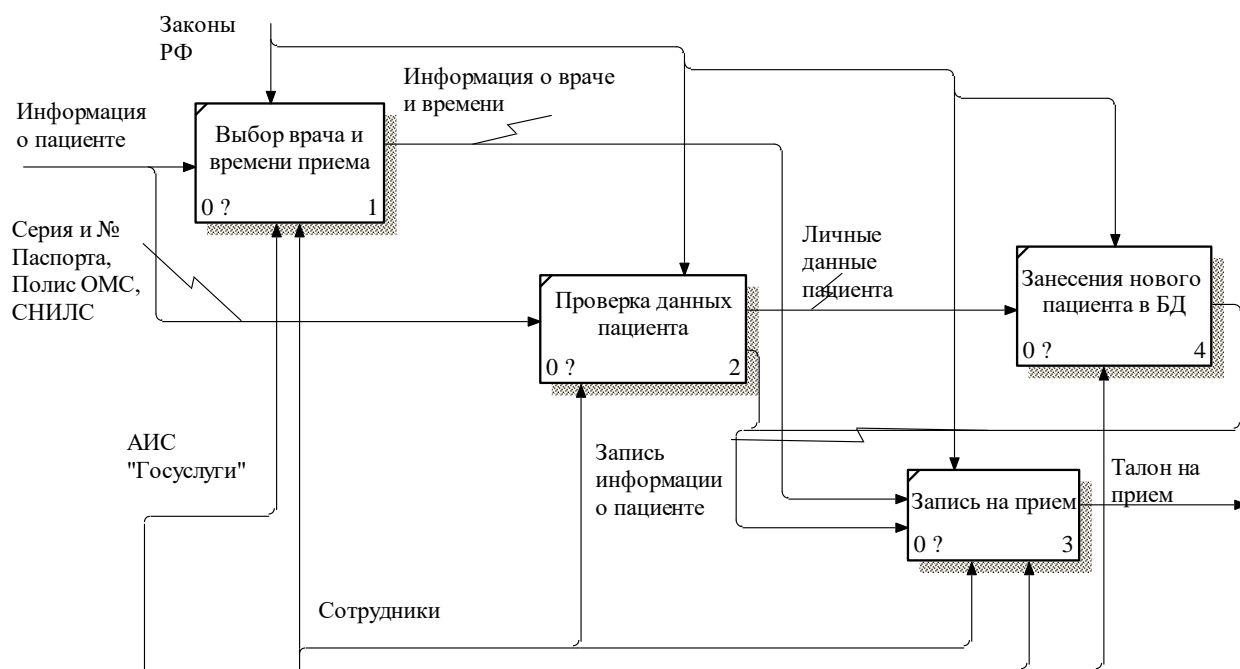 Законы
РФ
Информация о враче
и времени
Информация
о пациенте
Выбор врача и
времени приема
0 ?
1
Серия и №
Паспорта,
Полис ОМС,
СНИЛС
Личные
данные
пациента
Проверка данных
пациента
0 ?
2
Занесения нового
пациента в БД
0 ?
4
АИС
"Госуслуги"
Запись
информации
о пациенте
Запись на прием
0 ?
3
Талон на
прием
Сотрудники